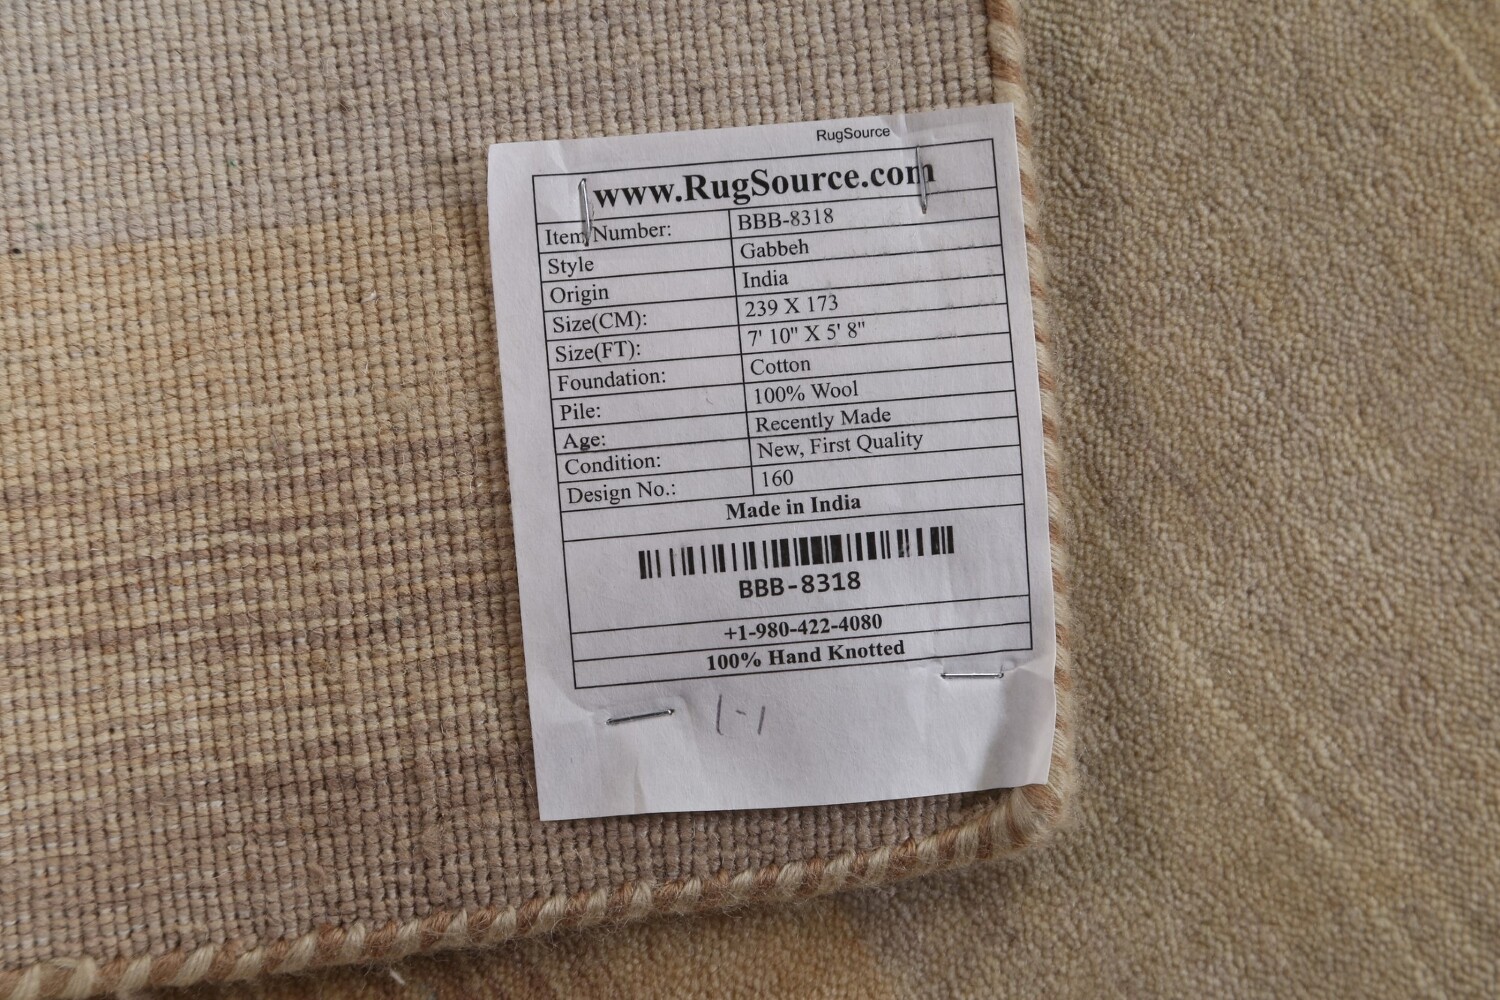 RugSource
www.RugSource.com
Item Number: BBB-8318
Style Gabbeh
Origin India
Size(CM): 239 X 173
Size(FT): 7' 10" X 5' 8"
Foundation: Cotton
Pile: 100% Wool
Age: Recently Made
Condition: New, First Quality
Design No.: 160
Made in India
BBB-8318
+1-980-422-4080
100% Hand Knotted
1-1